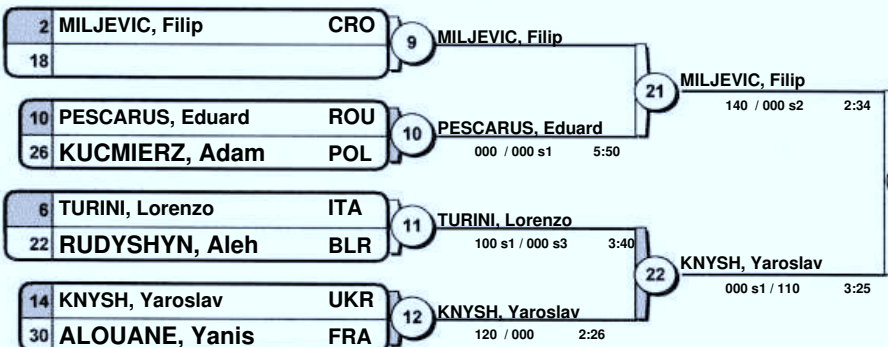 2 MILJEVIC, Filip CRO
18
9
MILJEVIC, Filip
10 PESCARUS, Eduard ROU
26 KUCMIERZ, Adam POL
10
PESCARUS, Eduard
000 / 000 s1 5:50
21
MILJEVIC, Filip
140 / 000 s2 2:34
6 TURINI, Lorenzo ITA
22 RUDYSHYN, Aleh BLR
11
TURINI, Lorenzo
100 s1 / 000 s3 3:40
14 KNYSH, Yaroslav UKR
30 ALOUANE, Yanis FRA
12
KNYSH, Yaroslav
120 / 000 2:26
22
KNYSH, Yaroslav
000 s1 / 110 3:25